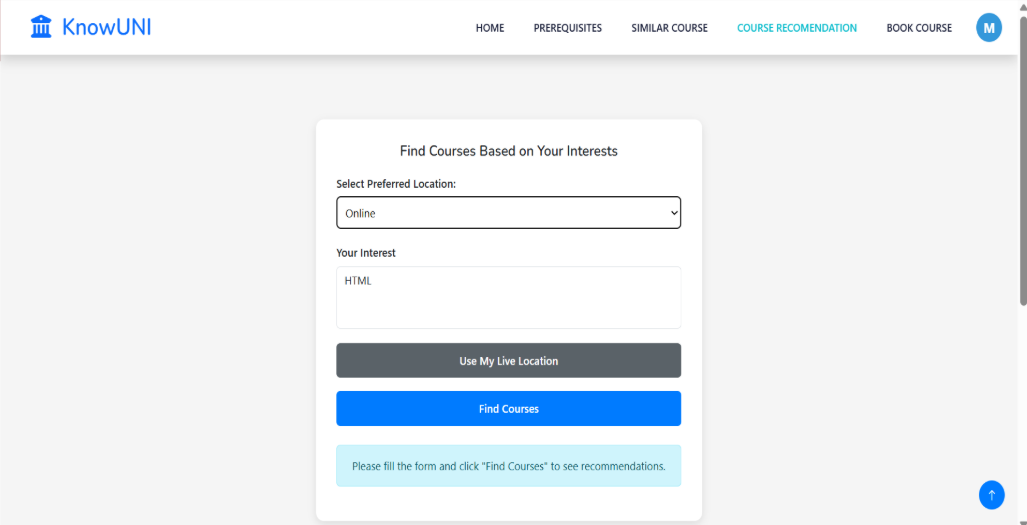 KnowUNI
HOME PREREQUISITES SIMILAR COURSE COURSE RECOMENDATION BOOK COURSE M
Find Courses Based on Your Interests
Select Preferred Location:
Online
Your Interest
HTML
Use My Live Location
Find Courses
Please fill the form and click "Find Courses" to see recommendations.